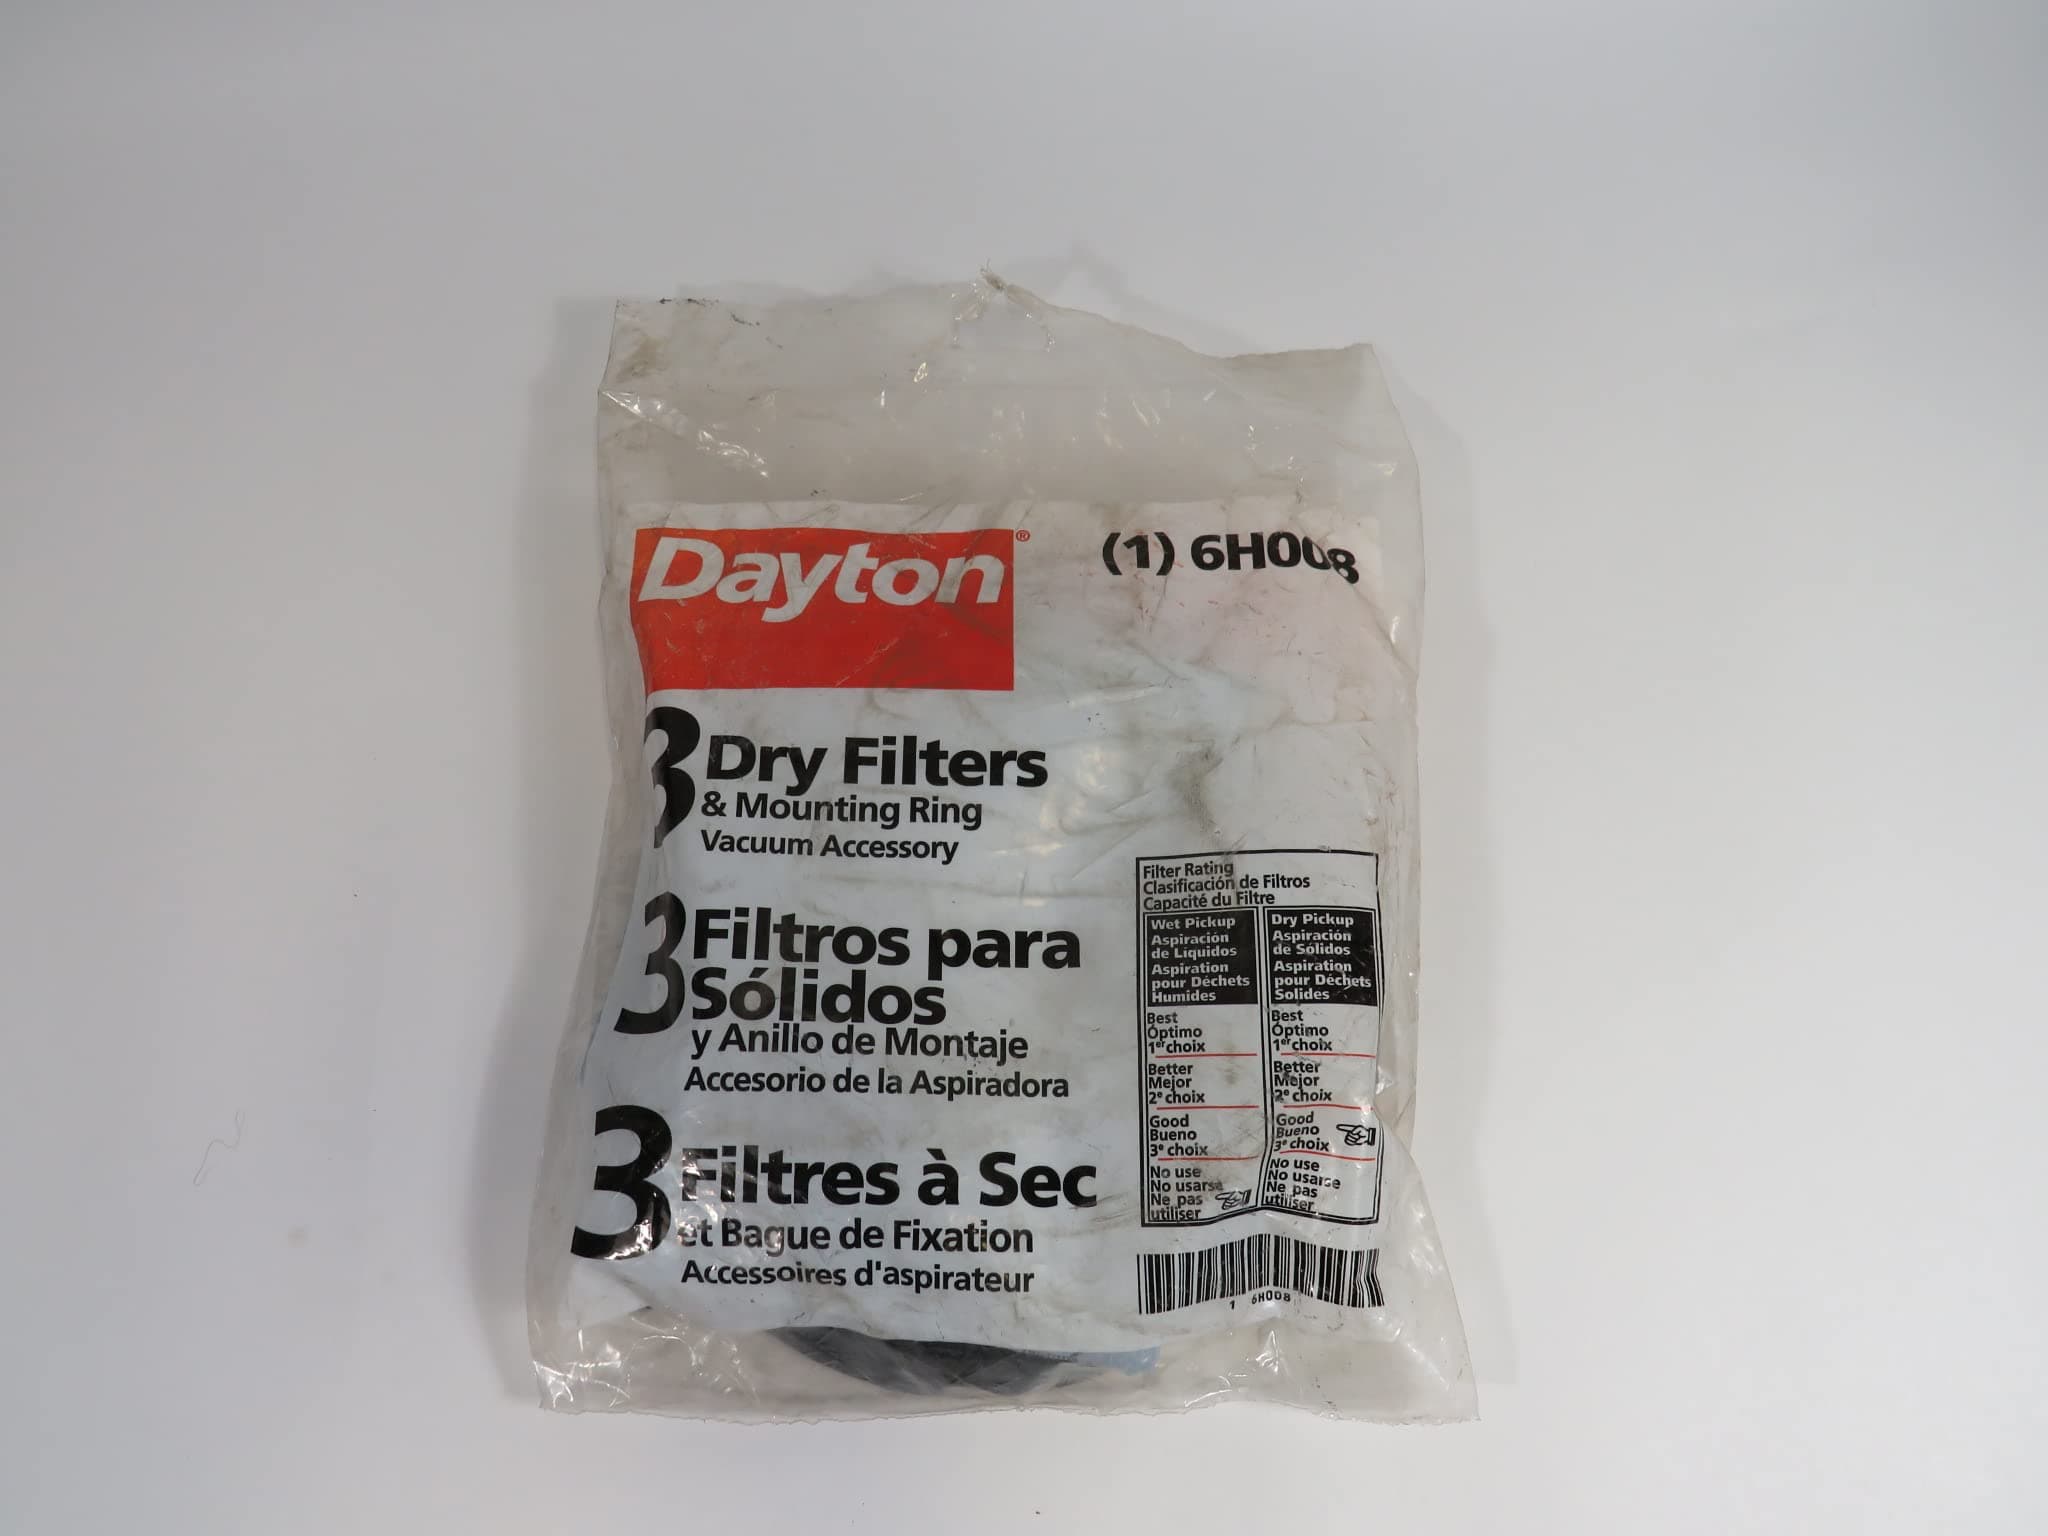 Dayton®
(1) 6H008
3 Dry Filters
& Mounting Ring
Vacuum Accessory
3 Filtros para
Sólidos
y Anillo de Montaje
Accesorio de la Aspiradora
3 Filtres à Sec
et Bague de Fixation
Accessoires d'aspirateur
Filter Rating
Clasificación de Filtros
Capacité du Filtre
Wet Pickup
Aspiración
de Líquidos
Aspiration
pour Déchets
Humides
Best
Óptimo
1er choix
Better
Mejor
2e choix
Good
Bueno
3e choix
No use
No usarse
Ne pas
utiliser
Dry Pickup
Aspiración
de Sólidos
Aspiration
pour Déchets
Solides
Best
Óptimo
1er choix
Better
Mejor
2e choix
Good
Bueno
3e choix
No use
No usarse
Ne pas
utiliser
1 6H008